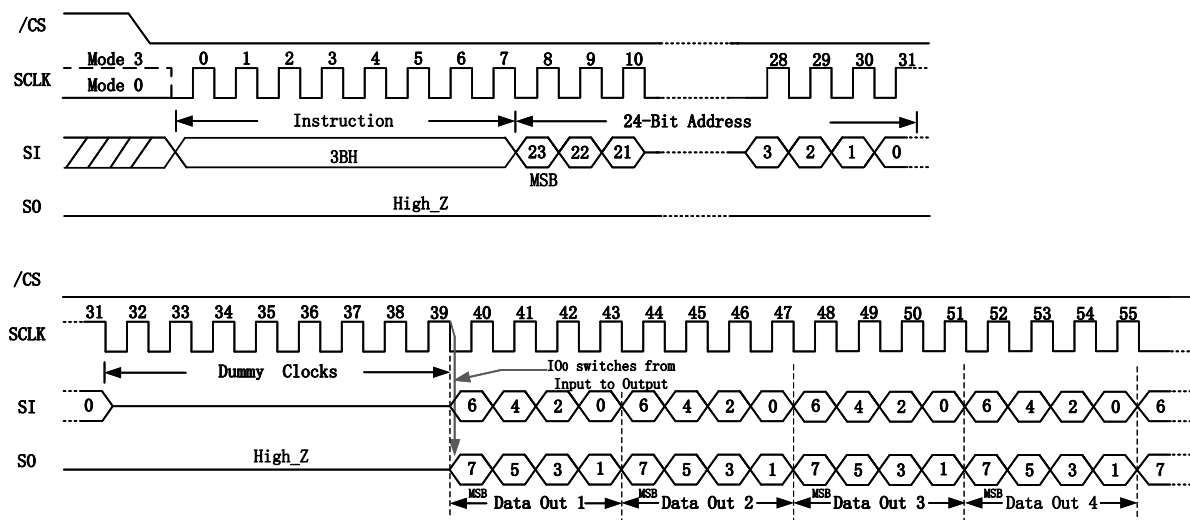 /CS
Mode 3 0 1 2 3 4 5 6 7 8 9 10 28 29 30 31
SCLK
Mode 0
Instruction 24-Bit Address
SI 3BH 23 22 21 3 2 1 0
MSB
SO High_Z
/CS
31 32 33 34 35 36 37 38 39 40 41 42 43 44 45 46 47 48 49 50 51 52 53 54 55
SCLK
Dummy Clocks IO0 switches from
Input to Output
SI 0 6 4 2 0 6 4 2 0 6 4 2 0 6 4 2 0 6
SO High_Z 7 5 3 1 7 5 3 1 7 5 3 1 7 5 3 1 7
MSB Data Out 1 MSB Data Out 2 MSB Data Out 3 MSB Data Out 4